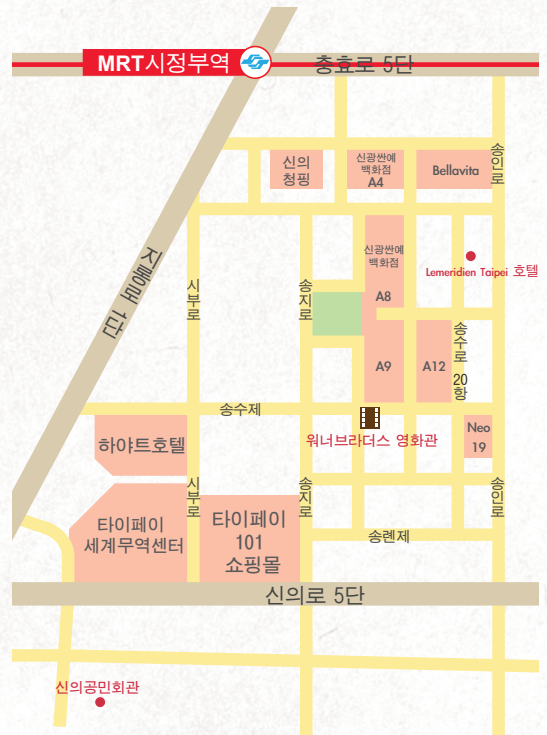 MRT시정부역
충효로 5단
신의
청핑
신광싼예
백화점
A4
Bellavita
송인로
지룽로 1단
시부로
송지로
신광싼예
백화점
A8
Lemeridien Taipei 호텔
송수로 20항
A9
A12
송수제
워너브라더스 영화관
Neo
19
하야트호텔
시부로
송지로
송인로
타이페이
세계무역센터
타이페이
101
쇼핑몰
송롄제
신의로 5단
신의공민회관